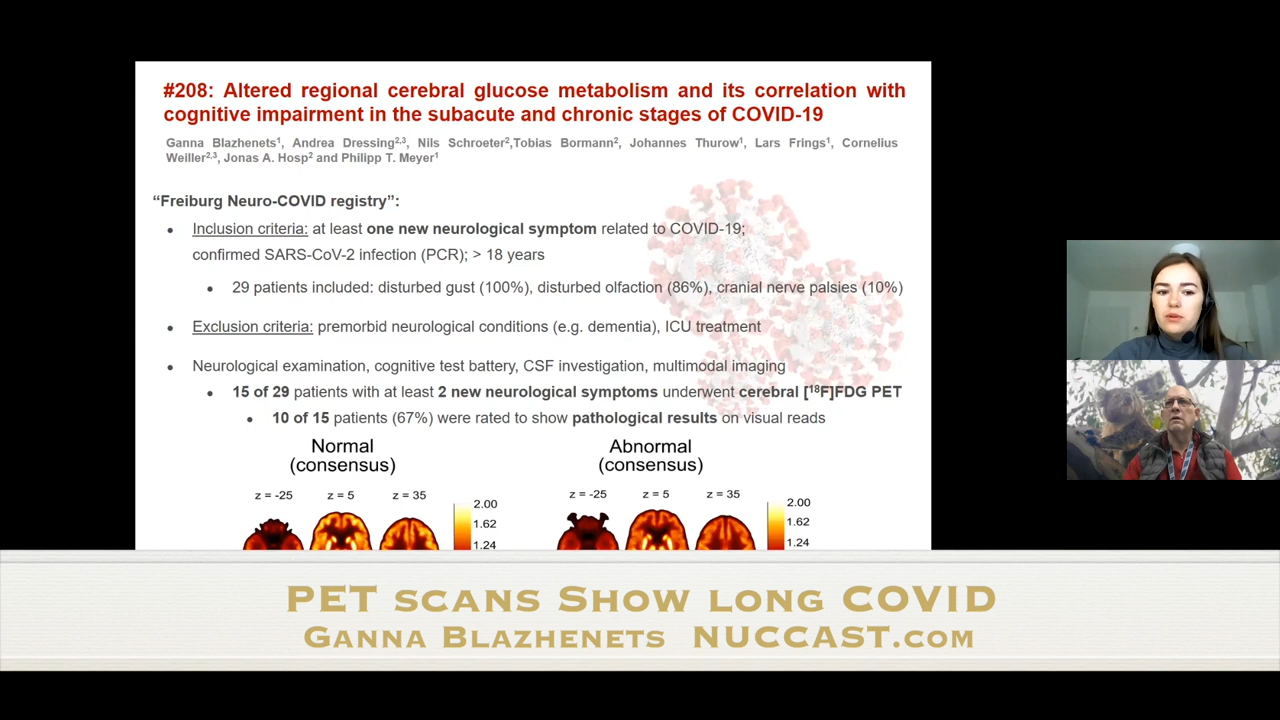 #208: Altered regional cerebral glucose metabolism and its correlation with
cognitive impairment in the subacute and chronic stages of COVID-19
Ganna Blazhenets1, Andrea Dressing2,3, Nils Schroeter2,Tobias Bormann2, Johannes Thurow1, Lars Frings1, Cornelius
Weiller2,3, Jonas A. Hosp2 and Philipp T. Meyer1
“Freiburg Neuro-COVID registry”:
• Inclusion criteria: at least one new neurological symptom related to COVID-19;
confirmed SARS-CoV-2 infection (PCR); > 18 years
• 29 patients included: disturbed gust (100%), disturbed olfaction (86%), cranial nerve palsies (10%)
• Exclusion criteria: premorbid neurological conditions (e.g. dementia), ICU treatment
• Neurological examination, cognitive test battery, CSF investigation, multimodal imaging
• 15 of 29 patients with at least 2 new neurological symptoms underwent cerebral [18F]FDG PET
• 10 of 15 patients (67%) were rated to show pathological results on visual reads
Normal
(consensus)
z = -25 z = 5 z = 35
2.00
1.62
1.24
Abnormal
(consensus)
z = -25 z = 5 z = 35
2.00
1.62
1.24
PET SCANS SHOW LONG COVID
GANNA BLAZHENETS NUCCAST.COM